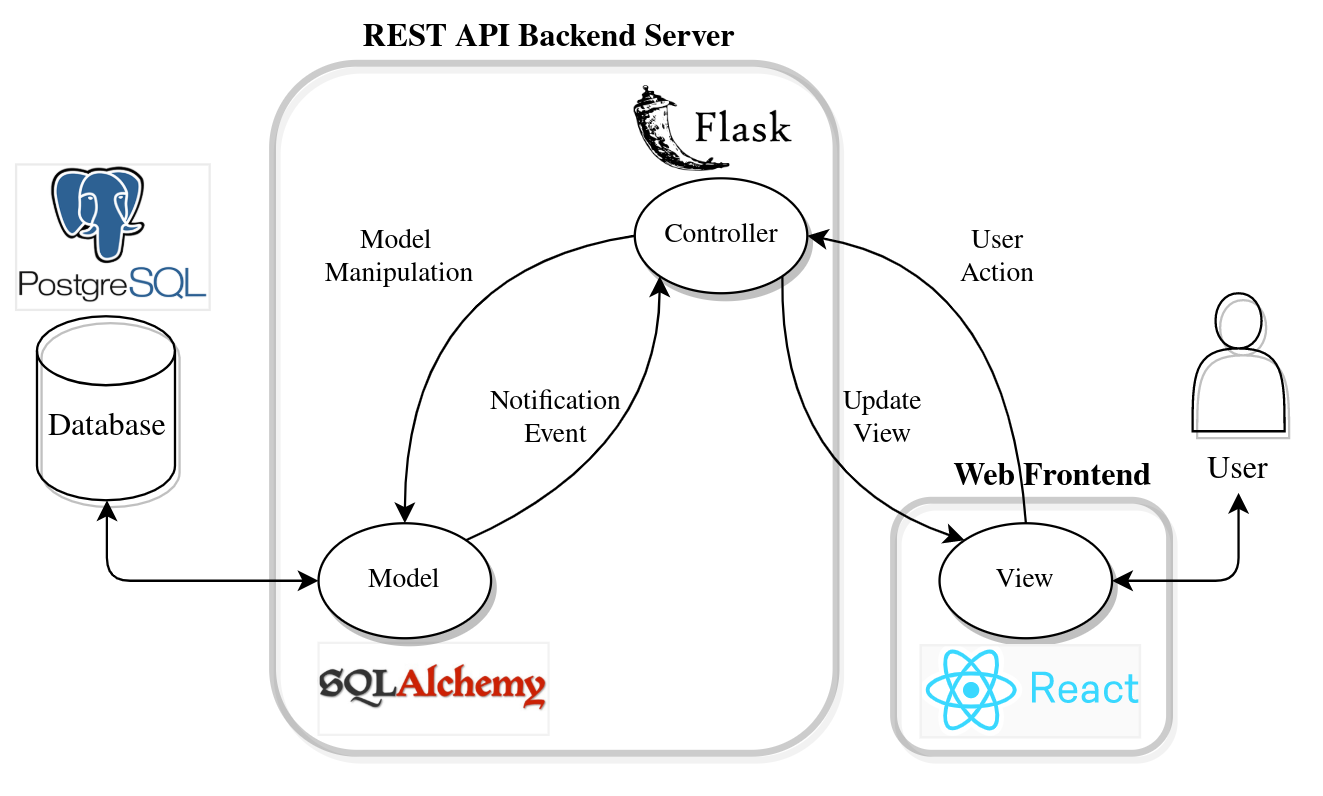 REST API Backend Server
Flask
PostgreSQL
Controller
Model
Manipulation
User
Action
Notification
Event
Update
View
Database
Web Frontend
User
Model
View
SQLAlchemy
React